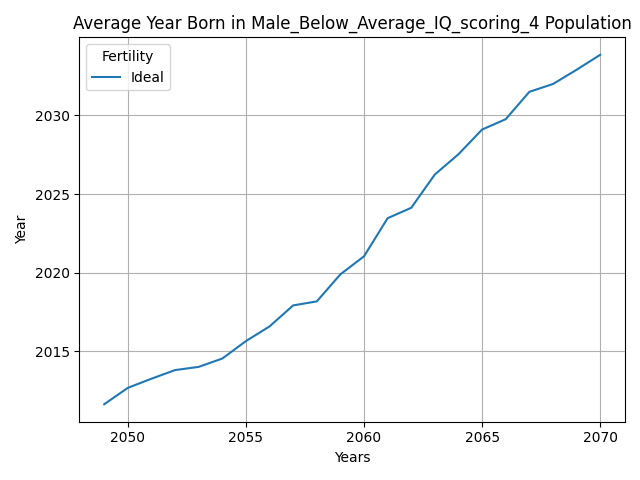 Average Year Born in Male_Below_Average_IQ_scoring_4 Population
Fertility
Ideal
Year
2030
2025
2020
2015
2050 2055 2060 2065 2070
Years